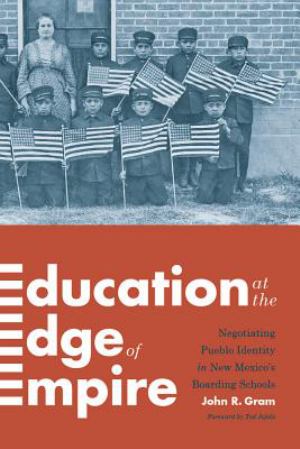 Education at the
Edge of
Empire
Negotiating
Pueblo Identity
in New Mexico's
Boarding Schools
John R. Gram
Foreword by Ted Jojola